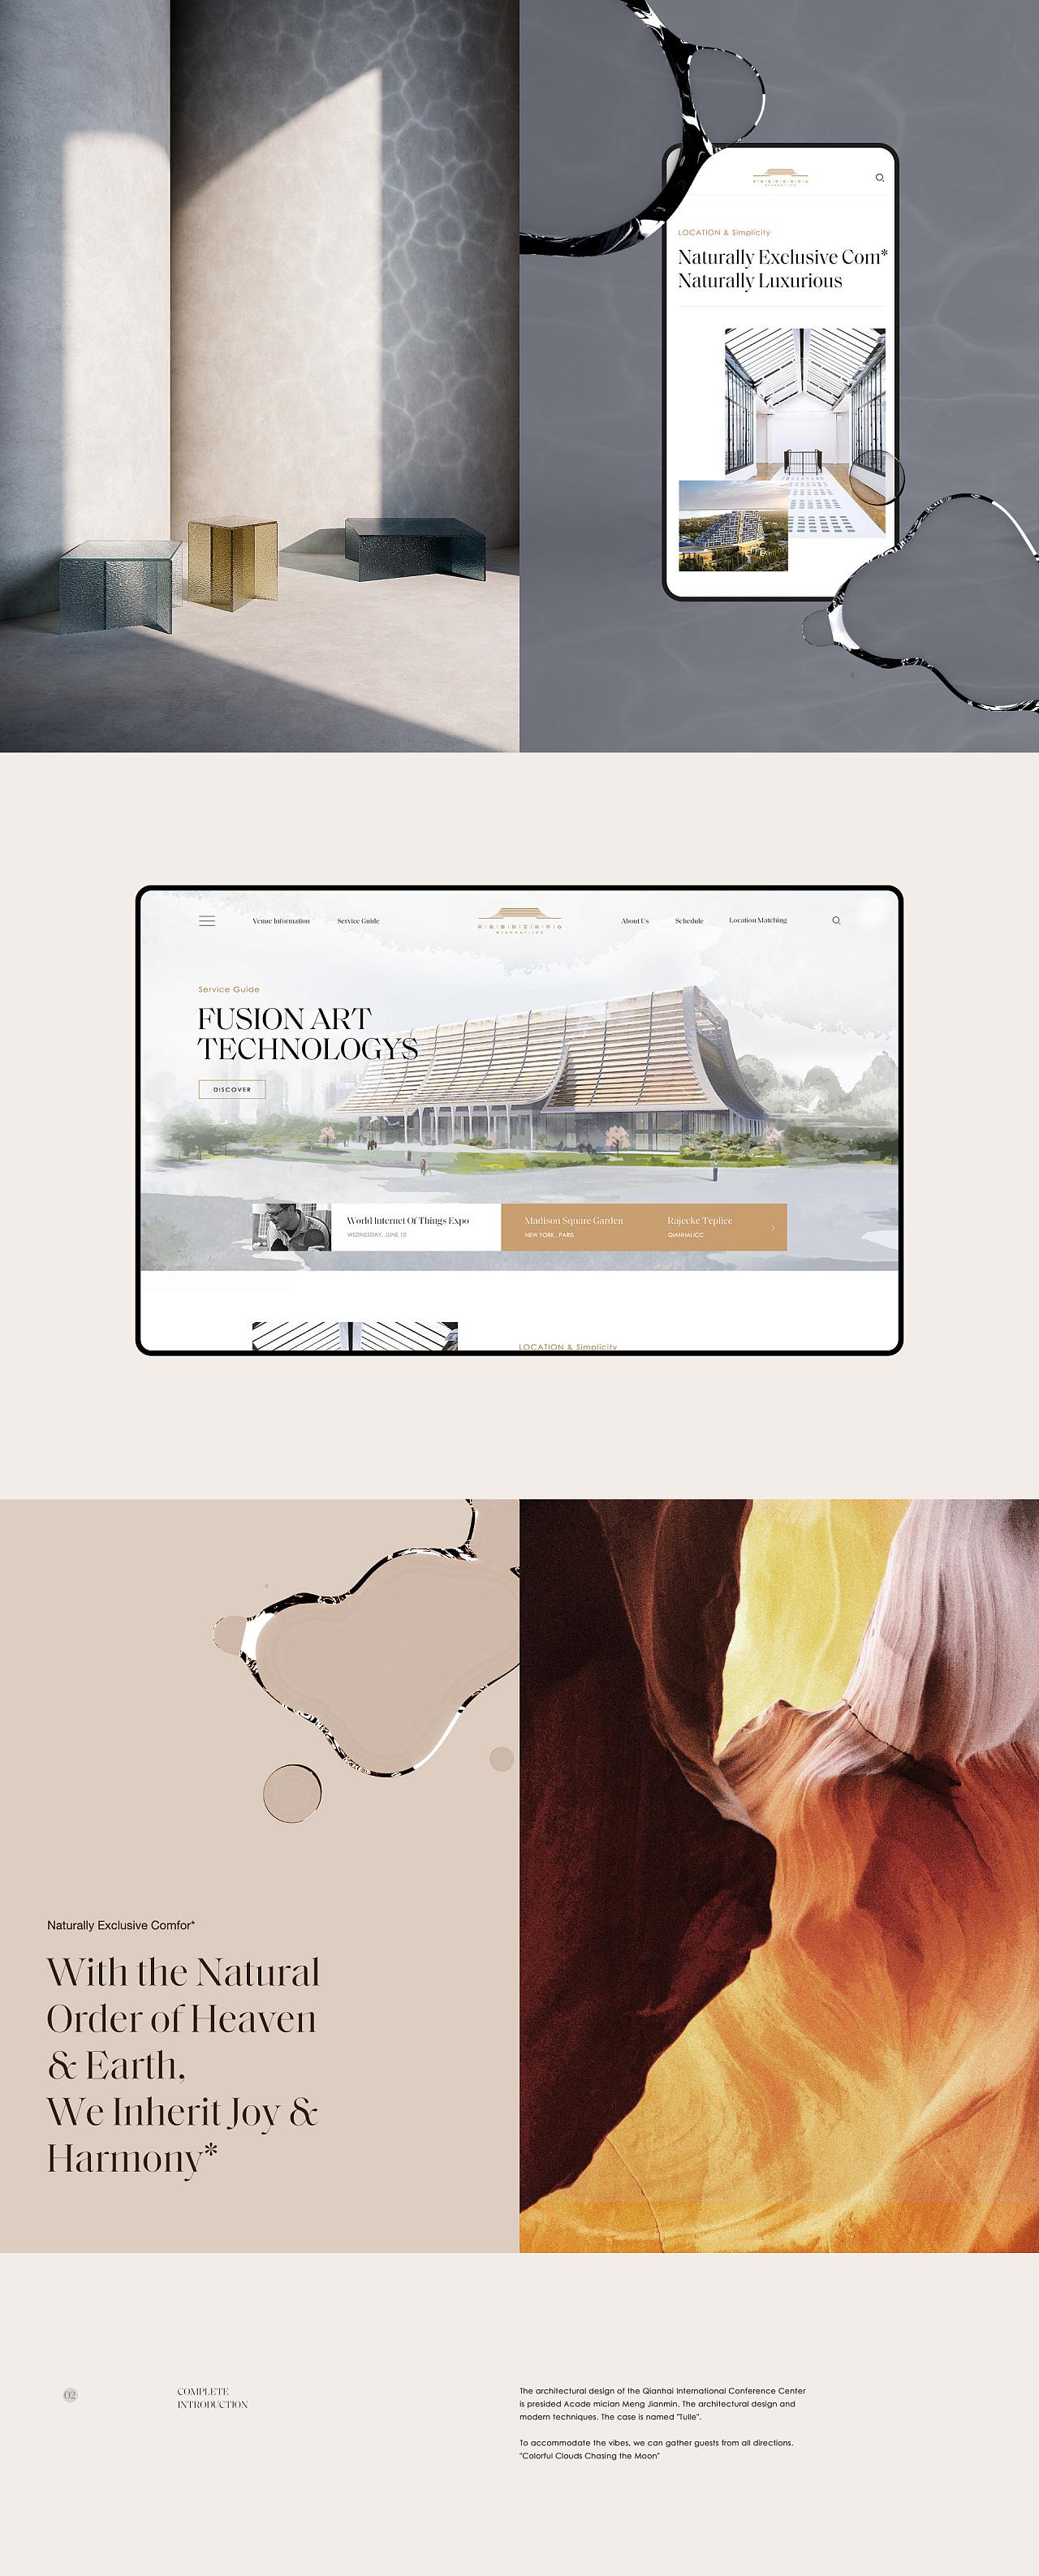 LOCATION & Simplicity
Naturally Exclusive Com*
Naturally Luxurious
Venue Information
Service Guide
About Us
Schedule
Location Matching
Service Guide
FUSION ART
TECHNOLOGYS
DISCOVER
World Internet Of Things Expo
WEDNESDAY, JUNE 10
Madison Square Garden
NEW YORK , PARIS
Rajecke Teplice
QIANHAIJCC
LOCATION & Simplicity
Naturally Exclusive Comfor*
With the Natural
Order of Heaven
& Earth,
We Inherit Joy &
Harmony*
02
COMPLETE
INTRODUCTION
The architectural design of the Qianhai International Conference Center
is presided Acade mician Meng Jianmin. The architectural design and
modern techniques. The case is named "Tulle".
To accommodate the vibes, we can gather guests from all directions.
"Colorful Clouds Chasing the Moon"